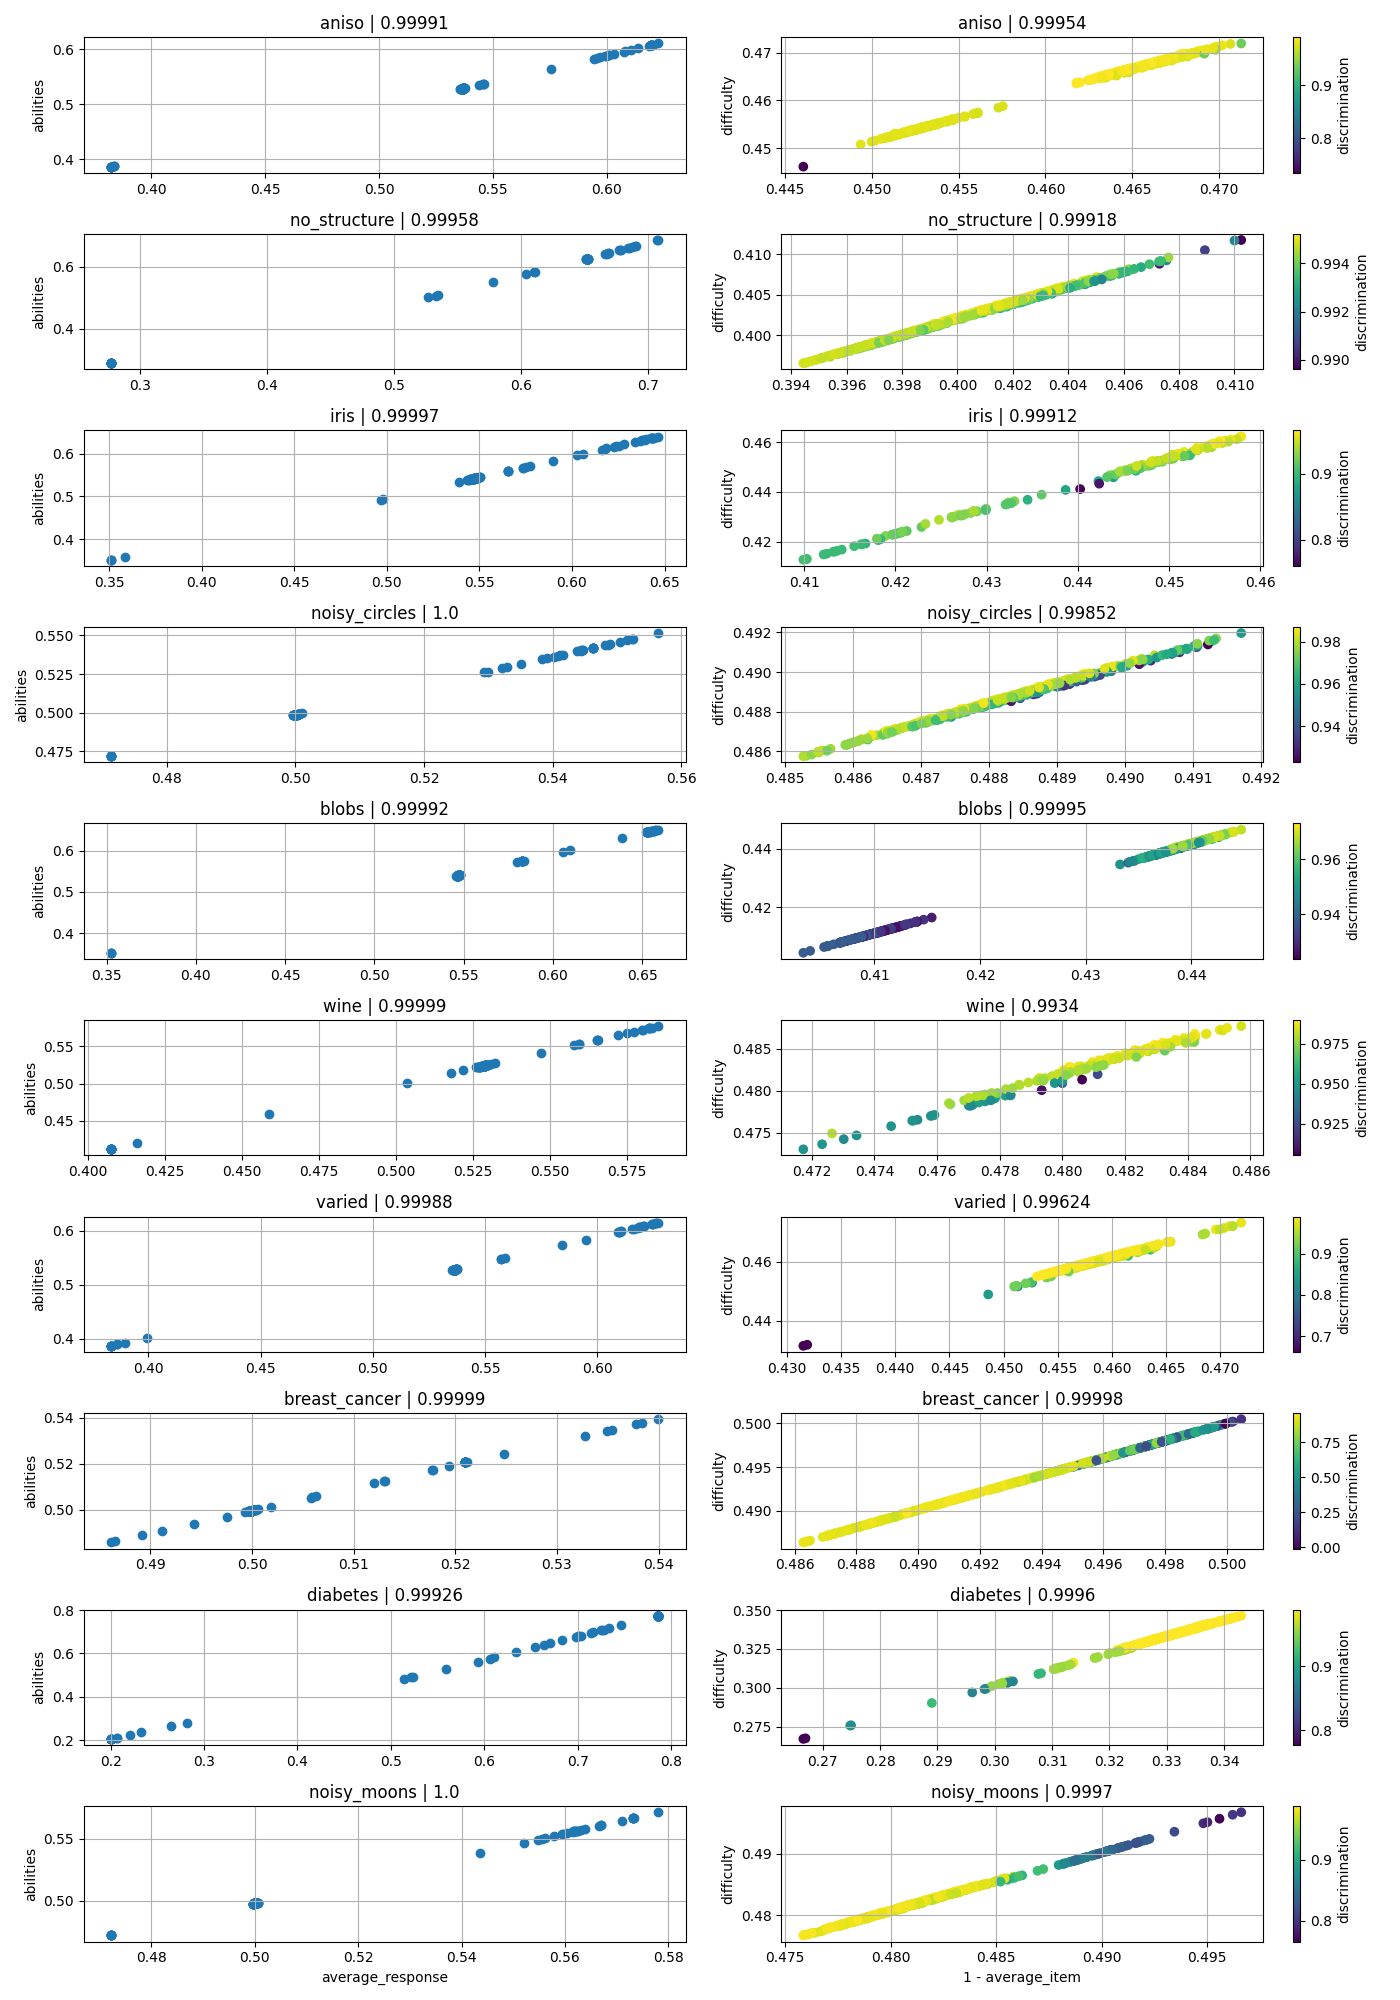 aniso | 0.99991
abilities
0.6
0.5
0.4
0.40 0.45 0.50 0.55 0.60
aniso | 0.99954
difficulty
0.47
0.46
0.45
0.445 0.450 0.455 0.460 0.465 0.470
0.9
0.8
discrimination
no_structure | 0.99958
abilities
0.6
0.4
0.3 0.4 0.5 0.6 0.7
no_structure | 0.99918
difficulty
0.410
0.405
0.400
0.394 0.396 0.398 0.400 0.402 0.404 0.406 0.408 0.410
0.994
0.992
0.990
discrimination
iris | 0.99997
abilities
0.6
0.5
0.4
0.35 0.40 0.45 0.50 0.55 0.60 0.65
iris | 0.99912
difficulty
0.46
0.44
0.42
0.41 0.42 0.43 0.44 0.45 0.46
0.9
0.8
discrimination
noisy_circles | 1.0
abilities
0.550
0.525
0.500
0.475
0.48 0.50 0.52 0.54 0.56
noisy_circles | 0.99852
difficulty
0.492
0.490
0.488
0.486
0.485 0.486 0.487 0.488 0.489 0.490 0.491 0.492
0.98
0.96
0.94
discrimination
blobs | 0.99992
abilities
0.6
0.5
0.4
0.35 0.40 0.45 0.50 0.55 0.60 0.65
blobs | 0.99995
difficulty
0.44
0.42
0.41 0.42 0.43 0.44
0.96
0.94
discrimination
wine | 0.99999
abilities
0.55
0.50
0.45
0.400 0.425 0.450 0.475 0.500 0.525 0.550 0.575
wine | 0.9934
difficulty
0.485
0.480
0.475
0.472 0.474 0.476 0.478 0.480 0.482 0.484 0.486
0.975
0.950
0.925
discrimination
varied | 0.99988
abilities
0.6
0.5
0.4
0.40 0.45 0.50 0.55 0.60
varied | 0.99624
difficulty
0.46
0.44
0.430 0.435 0.440 0.445 0.450 0.455 0.460 0.465 0.470
0.9
0.8
0.7
discrimination
breast_cancer | 0.99999
abilities
0.54
0.52
0.50
0.49 0.50 0.51 0.52 0.53 0.54
breast_cancer | 0.99998
difficulty
0.500
0.495
0.490
0.486 0.488 0.490 0.492 0.494 0.496 0.498 0.500
0.75
0.50
0.25
0.00
discrimination
diabetes | 0.99926
abilities
0.8
0.6
0.4
0.2
0.2 0.3 0.4 0.5 0.6 0.7 0.8
diabetes | 0.9996
difficulty
0.350
0.325
0.300
0.275
0.27 0.28 0.29 0.30 0.31 0.32 0.33 0.34
0.9
0.8
discrimination
noisy_moons | 1.0
abilities
0.55
0.50
0.48 0.50 0.52 0.54 0.56 0.58
average_response
noisy_moons | 0.9997
difficulty
0.49
0.48
0.475 0.480 0.485 0.490 0.495
1 - average_item
0.9
0.8
discrimination